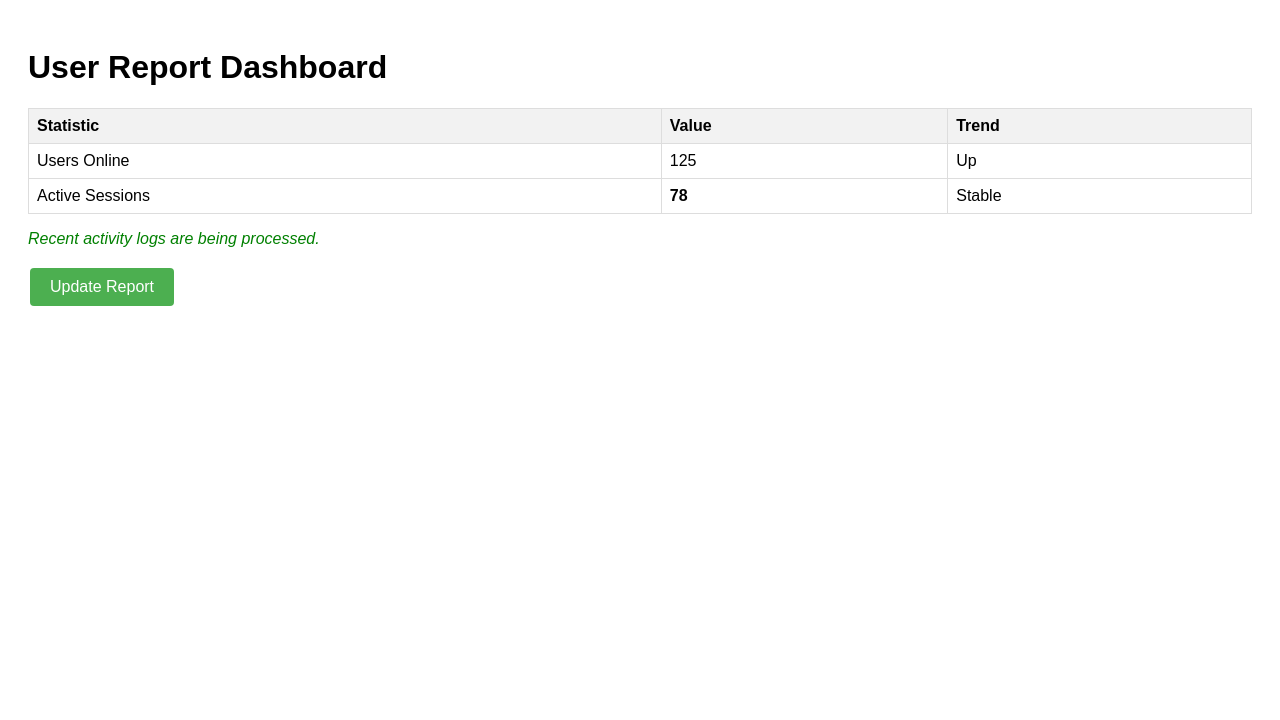 User Report Dashboard
Statistic Value Trend
Users Online 125 Up
Active Sessions 78 Stable
Recent activity logs are being processed.
Update Report